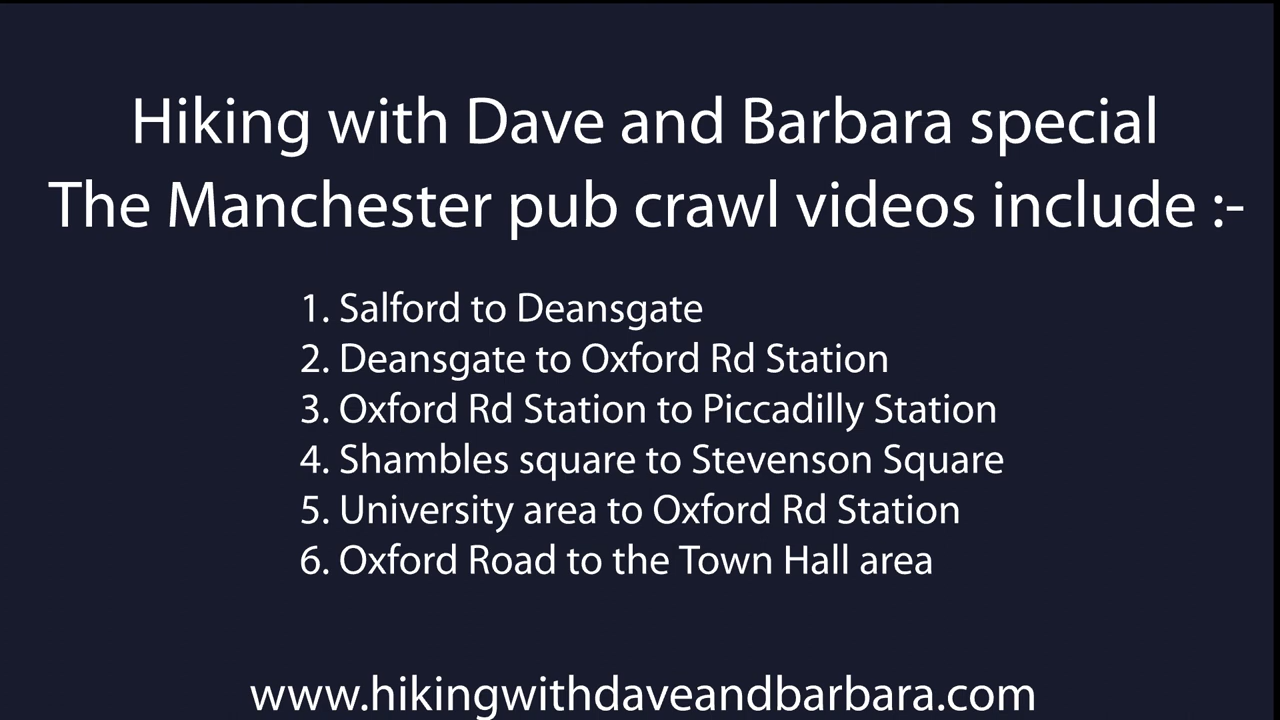 Hiking with Dave and Barbara special
The Manchester pub crawl videos include :-
1. Salford to Deansgate
2. Deansgate to Oxford Rd Station
3. Oxford Rd Station to Piccadilly Station
4. Shambles square to Stevenson Square
5. University area to Oxford Rd Station
6. Oxford Road to the Town Hall area
www.hikingwithdaveandbarbara.com